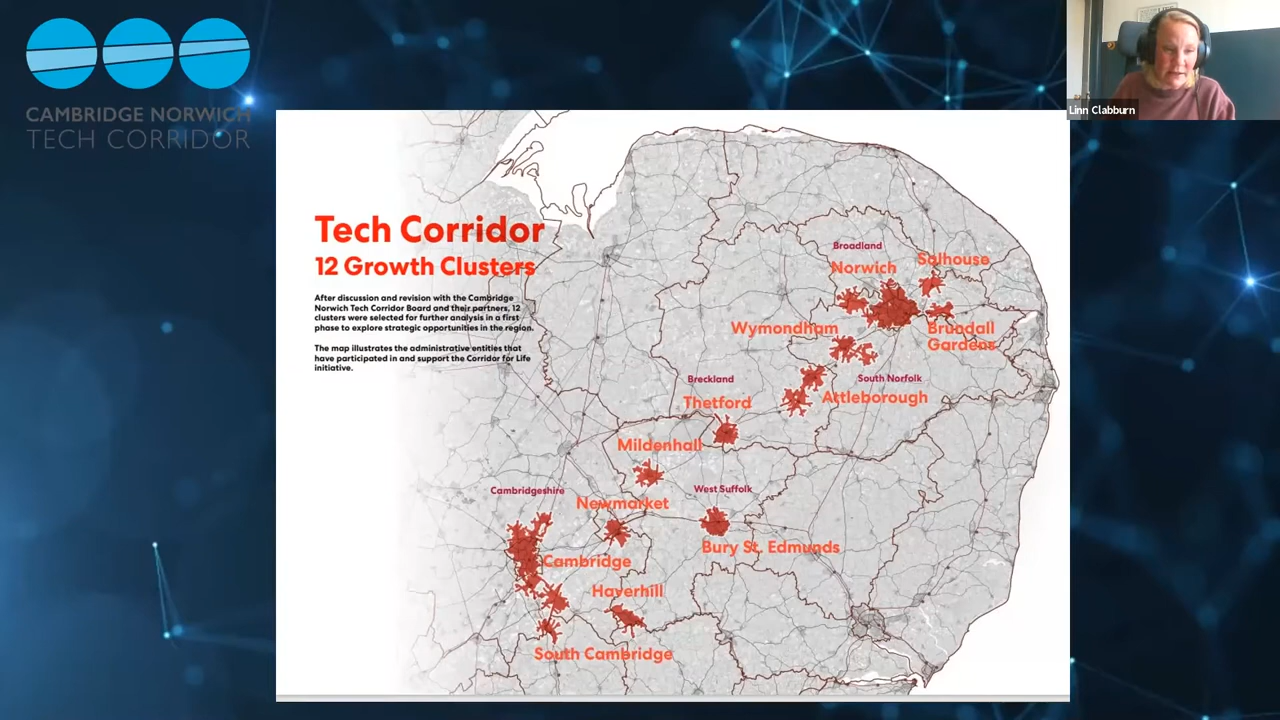 CAMBRIDGE NORWICH
TECH CORRIDOR
Linn Clabburn
Tech Corridor
12 Growth Clusters
After discussion and revision with the Cambridge
Norwich Tech Corridor Board and their partners, 12
clusters were selected for further analysis in a first
phase to explore strategic opportunities in the region.
The map illustrates the administrative entities that
have participated in and support the Corridor for Life
initiative.
Broadland
Norwich
Salhouse
Wymondham
Brundall
Gardens
Breckland
South Norfolk
Thetford
Attleborough
Mildenhall
Cambridgeshire
West Suffolk
Newmarket
Bury St. Edmunds
Cambridge
Haverhill
South Cambridge